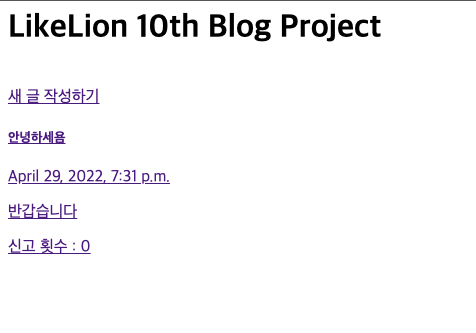 LikeLion 10th Blog Project
새 글 작성하기
안녕하세욤
April 29, 2022, 7:31 p.m.
반갑습니다
신고 횟수 : 0